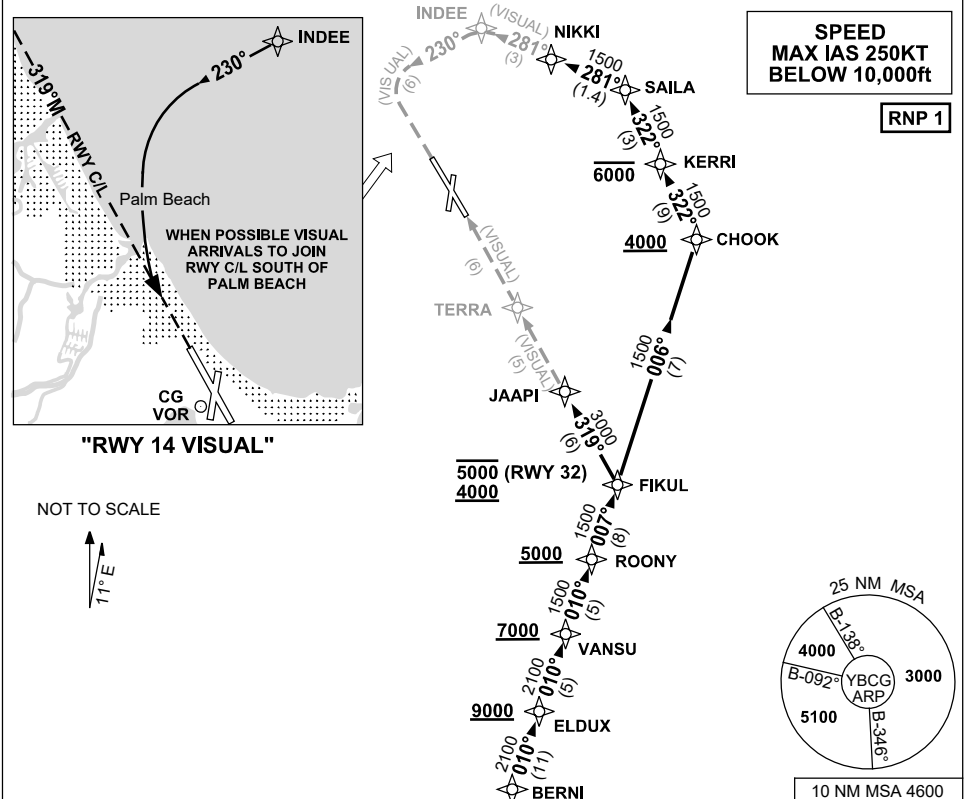 INDEE
230°
319°M
RWY C/L
Palm Beach
WHEN POSSIBLE VISUAL
ARRIVALS TO JOIN
RWY C/L SOUTH OF
PALM BEACH
CG
VOR
"RWY 14 VISUAL"
NOT TO SCALE
11° E
INDEE
(VISUAL)
281°
(3)
230°
(VISUAL)
(6)
NIKKI
1500
281°
(1.4)
SAILA
1500
322°
(3)
6000
KERRI
1500
322°
(9)
4000
CHOOK
1500
006°
(7)
(VISUAL)
(6)
TERRA
(VISUAL)
(5)
JAAPI
3000
319°
(6)
5000 (RWY 32)
4000
FIKUL
1500
007°
(8)
5000
ROONY
1500
010°
(5)
7000
VANSU
2100
010°
(5)
9000
ELDUX
2100
010°
(11)
BERNI
SPEED
MAX IAS 250KT
BELOW 10,000ft
RNP 1
25 NM MSA
B-138°
4000
3000
B-092°
YBCG
ARP
5100
B-346°
10 NM MSA 4600